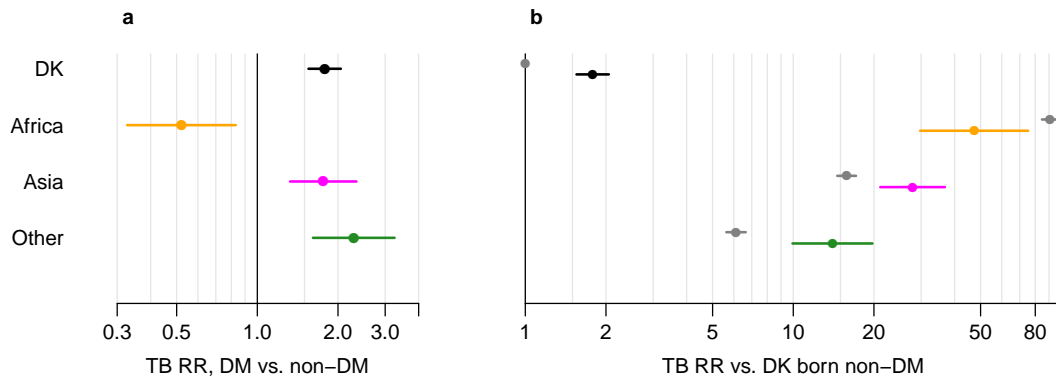 a
b
DK
Africa
Asia
Other
0.3 0.5 1.0 2.0 3.0
1 2 5 10 20 50 80
TB RR, DM vs. non−DM
TB RR vs. DK born non−DM